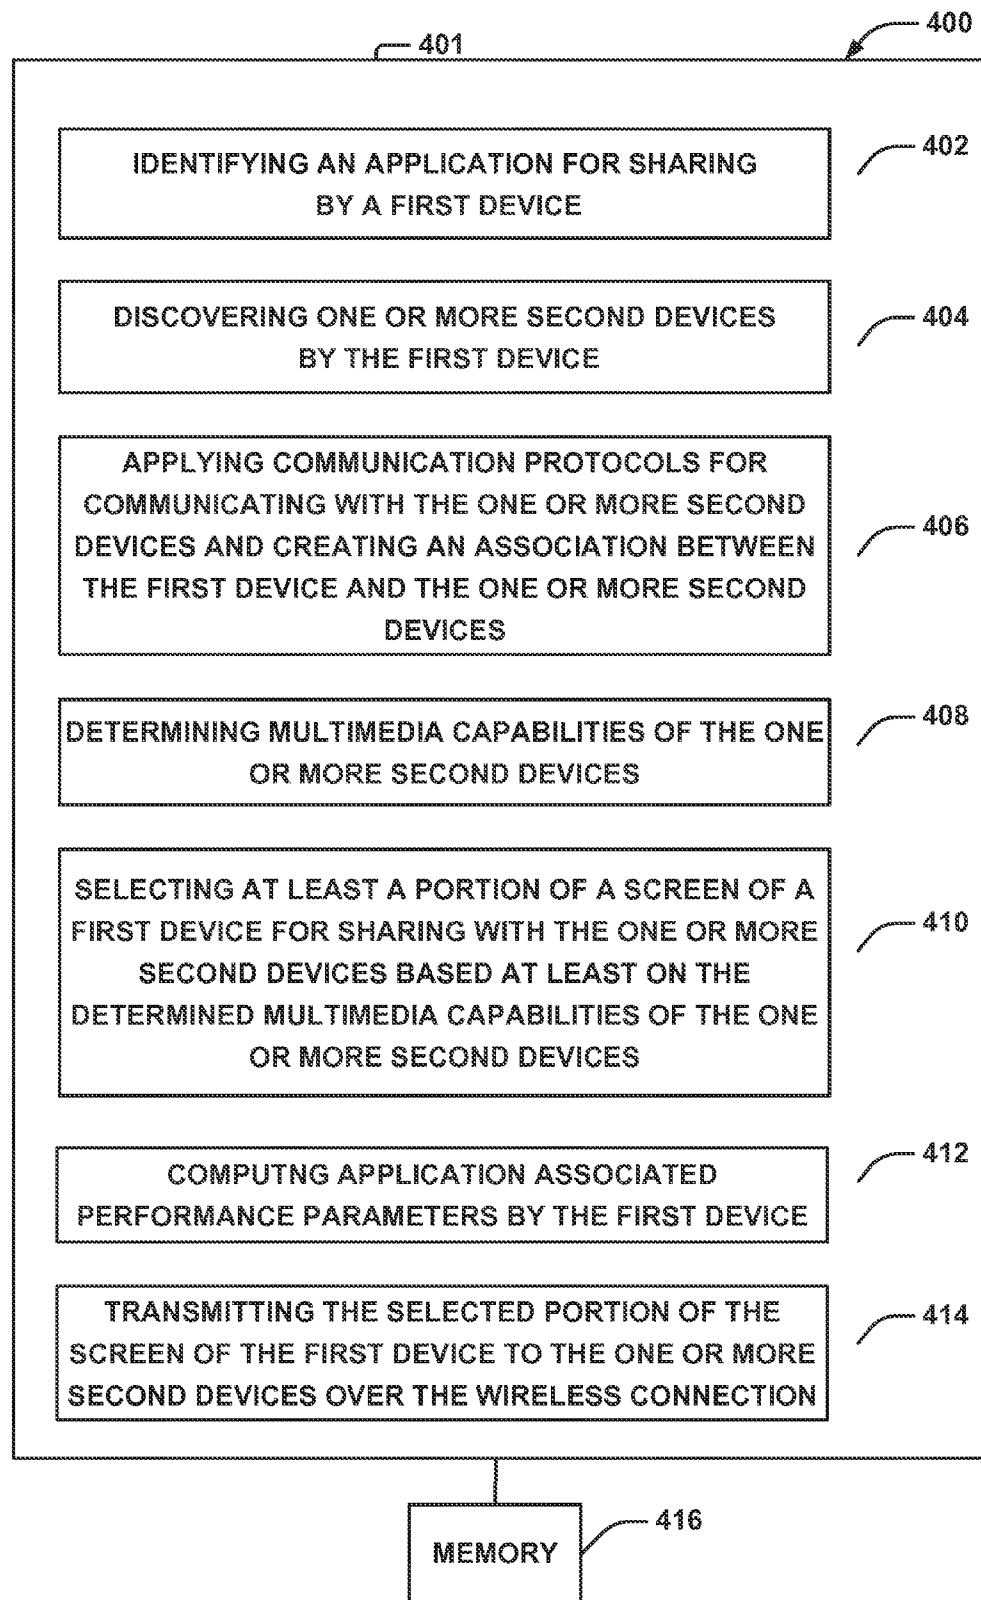 400
401
IDENTIFYING AN APPLICATION FOR SHARING
BY A FIRST DEVICE
402
DISCOVERING ONE OR MORE SECOND DEVICES
BY THE FIRST DEVICE
404
APPLYING COMMUNICATION PROTOCOLS FOR
COMMUNICATING WITH THE ONE OR MORE SECOND
DEVICES AND CREATING AN ASSOCIATION BETWEEN
THE FIRST DEVICE AND THE ONE OR MORE SECOND
DEVICES
406
DETERMINING MULTIMEDIA CAPABILITIES OF THE ONE
OR MORE SECOND DEVICES
408
SELECTING AT LEAST A PORTION OF A SCREEN OF A
FIRST DEVICE FOR SHARING WITH THE ONE OR MORE
SECOND DEVICES BASED AT LEAST ON THE
DETERMINED MULTIMEDIA CAPABILITIES OF THE ONE
OR MORE SECOND DEVICES
410
COMPUTNG APPLICATION ASSOCIATED
PERFORMANCE PARAMETERS BY THE FIRST DEVICE
412
TRANSMITTING THE SELECTED PORTION OF THE
SCREEN OF THE FIRST DEVICE TO THE ONE OR MORE
SECOND DEVICES OVER THE WIRELESS CONNECTION
414
MEMORY
416